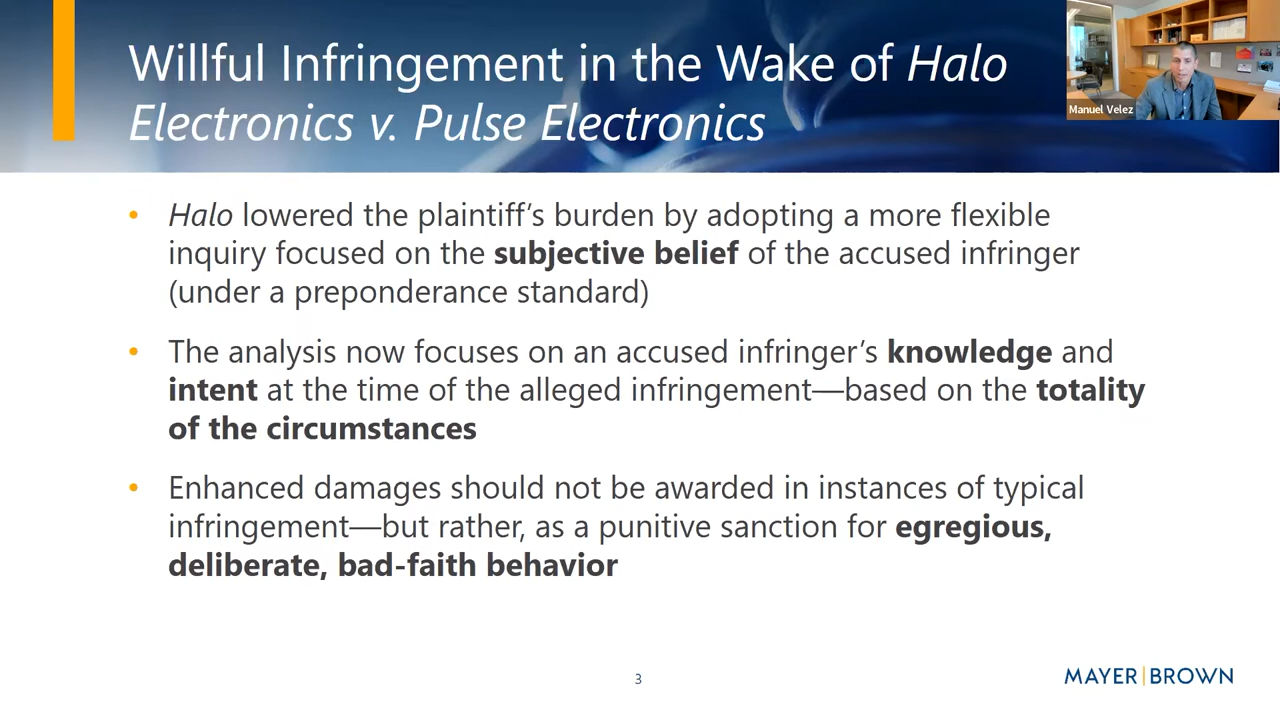 Willful Infringement in the Wake of Halo
Electronics v. Pulse Electronics
Manuel Velez
• Halo lowered the plaintiff’s burden by adopting a more flexible
inquiry focused on the subjective belief of the accused infringer
(under a preponderance standard)
• The analysis now focuses on an accused infringer’s knowledge and
intent at the time of the alleged infringement—based on the totality
of the circumstances
• Enhanced damages should not be awarded in instances of typical
infringement—but rather, as a punitive sanction for egregious,
deliberate, bad-faith behavior
3
MAYER|BROWN